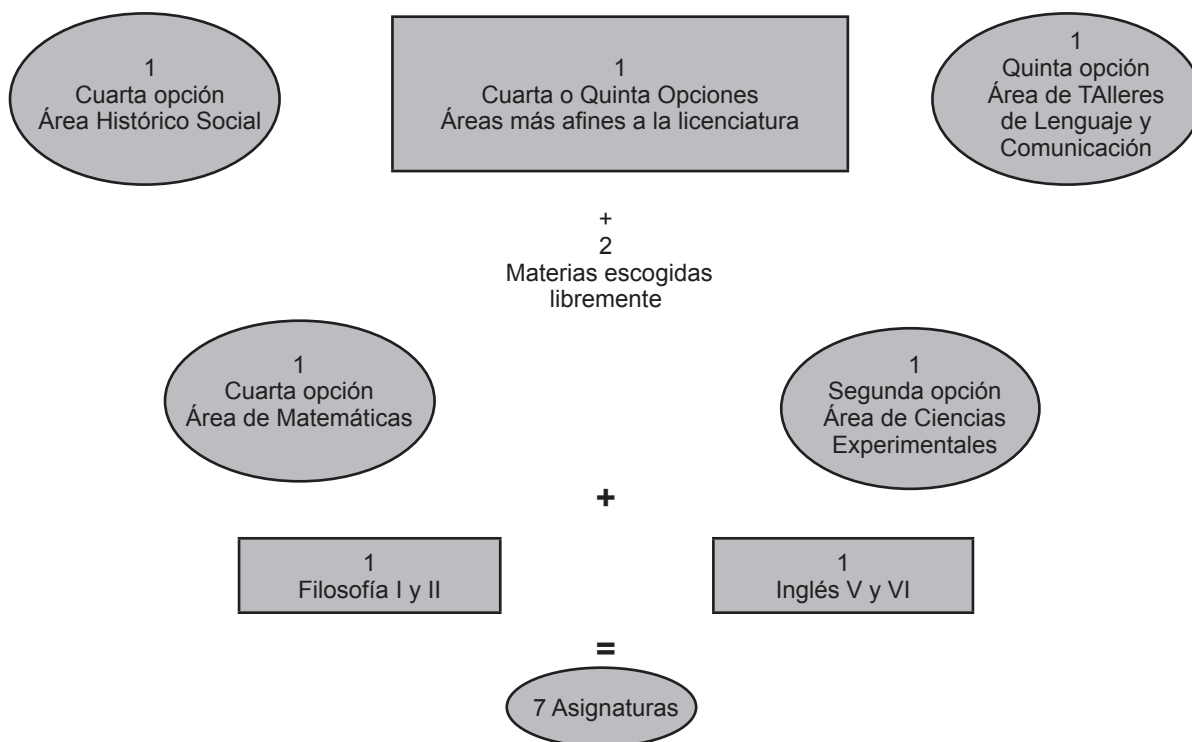 1
Cuarta opción
Área Histórico Social
1
Cuarta o Quinta Opciones
Áreas más afines a la licenciatura
1
Quinta opción
Área de TAlleres
de Lenguaje y
Comunicación
+
2
Materias escogidas
libremente
1
Cuarta opción
Área de Matemáticas
1
Segunda opción
Área de Ciencias
Experimentales
+
1
Filosofía I y II
1
Inglés V y VI
=
7 Asignaturas